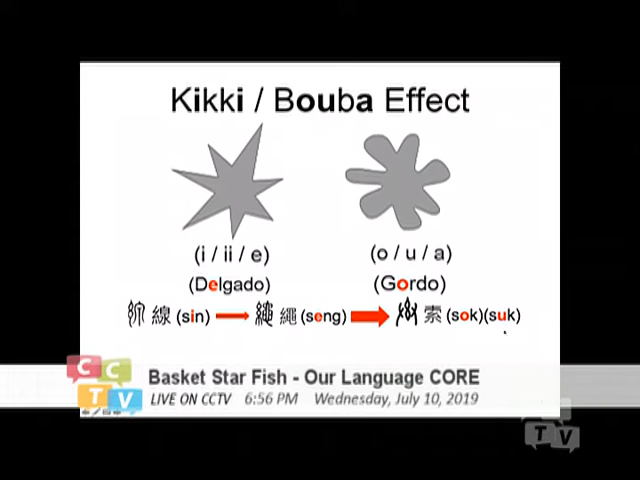 Kikki / Bouba Effect
(i / ii / e) (o / u / a)
(Delgado) (Gordo)
線 (sin) 繩 (seng) 索 (sok)(suk)
CCTV
Basket Star Fish - Our Language CORE
LIVE ON CCTV 6:56 PM Wednesday, July 10, 2019
TV